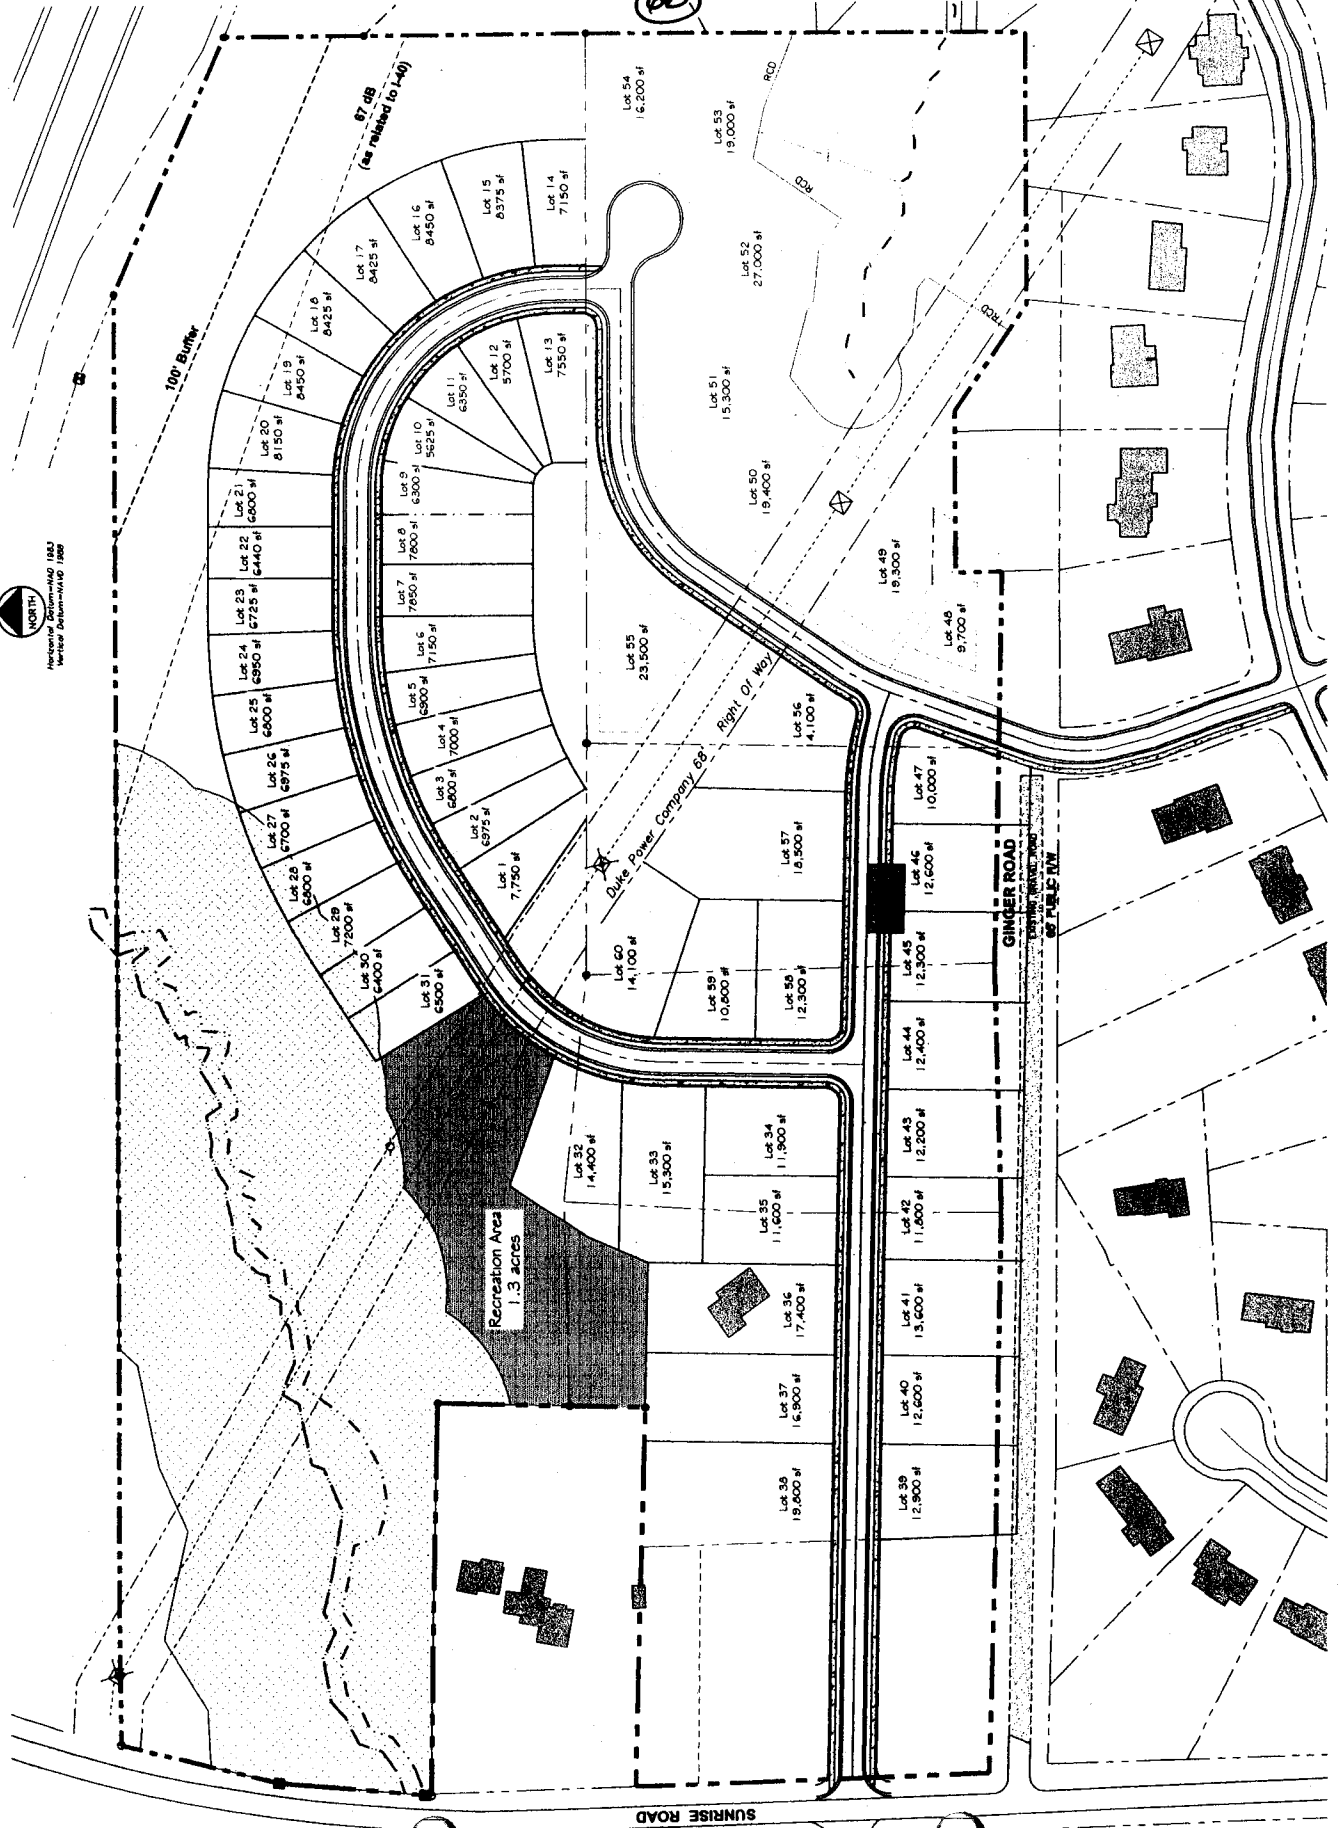 60
NORTH
Horizontal Datum=NAD 1983
Vertical Datum=NAVD 1988
67 dB
(as related to I-40)
100' Buffer
Lot 54
16,200 sf
Lot 53
19,000 sf
RCD
RCD
RCD
Lot 52
27,000 sf
Lot 51
15,300 sf
Lot 50
19,400 sf
Lot 49
19,300 sf
Lot 48
9,700 sf
Lot 14
7150 sf
Lot 15
8375 sf
Lot 16
8450 sf
Lot 17
8425 sf
Lot 18
8425 sf
Lot 19
8450 sf
Lot 20
8150 sf
Lot 21
6800 sf
Lot 22
6440 sf
Lot 23
6725 sf
Lot 24
6950 sf
Lot 25
6800 sf
Lot 26
6975 sf
Lot 27
6700 sf
Lot 28
6800 sf
Lot 29
7200 sf
Lot 30
6400 sf
Lot 31
6500 sf
Lot 13
7550 sf
Lot 12
5700 sf
Lot 11
6350 sf
Lot 10
5625 sf
Lot 9
6300 sf
Lot 8
7800 sf
Lot 7
7850 sf
Lot 6
7150 sf
Lot 5
6900 sf
Lot 4
7000 sf
Lot 3
6800 sf
Lot 2
6975 sf
Lot 1
7,750 sf
Lot 55
23,500 sf
Duke Power Company 68' Right Of Way
Lot 56
14,100 sf
Lot 57
18,500 sf
Lot 58
12,300 sf
Lot 59
10,800 sf
Lot 60
14,100 sf
Lot 47
10,000 sf
Lot 46
12,600 sf
Lot 45
12,300 sf
Lot 44
12,400 sf
Lot 43
12,200 sf
Lot 42
11,800 sf
Lot 41
13,600 sf
Lot 40
12,600 sf
Lot 39
12,900 sf
GINGER ROAD
EXISTING GRAVEL ROAD
60' PUBLIC R/W
Lot 32
14,400 sf
Lot 33
15,300 sf
Lot 34
11,900 sf
Lot 35
11,600 sf
Lot 36
17,400 sf
Lot 37
16,900 sf
Lot 38
19,800 sf
Recreation Area
1.3 acres
SUNRISE ROAD